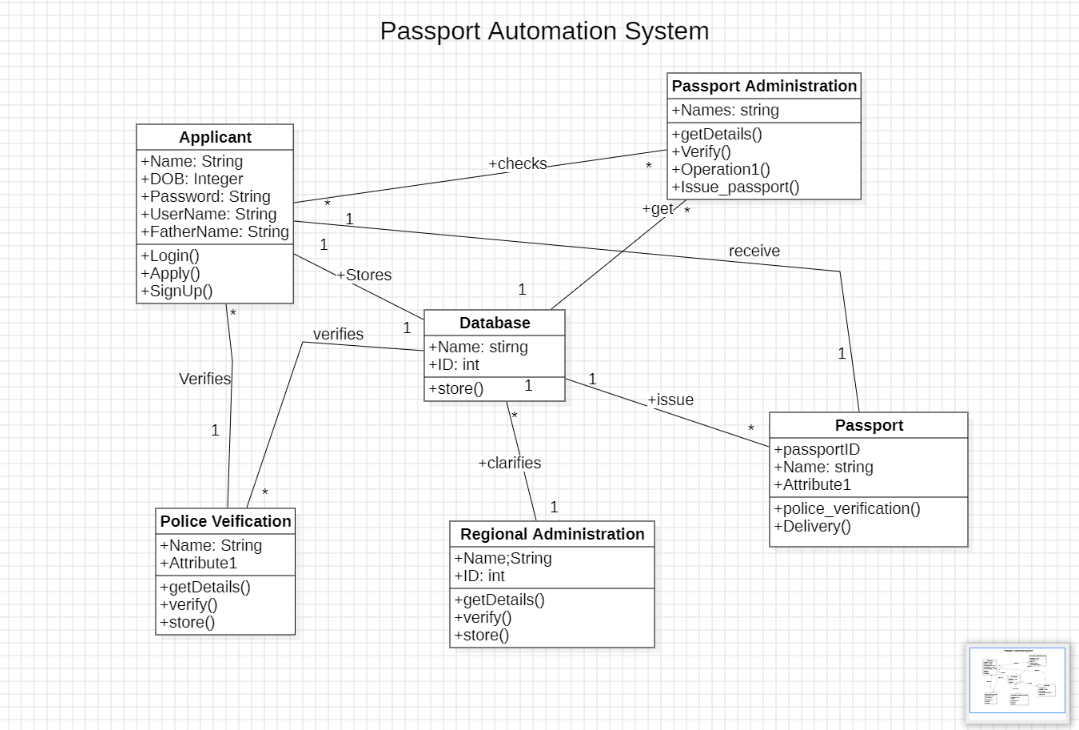 Passport Automation System
Passport Administration
+Names: string
+getDetails()
+Verify()
+Operation1()
+Issue_passport()
Applicant
+Name: String
+DOB: Integer
+Password: String
+UserName: String
+FatherName: String
+Login()
+Apply()
+SignUp()
+checks
*
*
+get
*
1
1
receive
1
1
+Stores
1
1
verifies
*
Database
+Name: stirng
+ID: int
+store()
1
1
+issue
*
*
Verifies
1
*
+clarifies
1
Passport
+passportID
+Name: string
+Attribute1
+police_verification()
+Delivery()
Police Veification
+Name: String
+Attribute1
+getDetails()
+verify()
+store()
Regional Administration
+Name;String
+ID: int
+getDetails()
+verify()
+store()